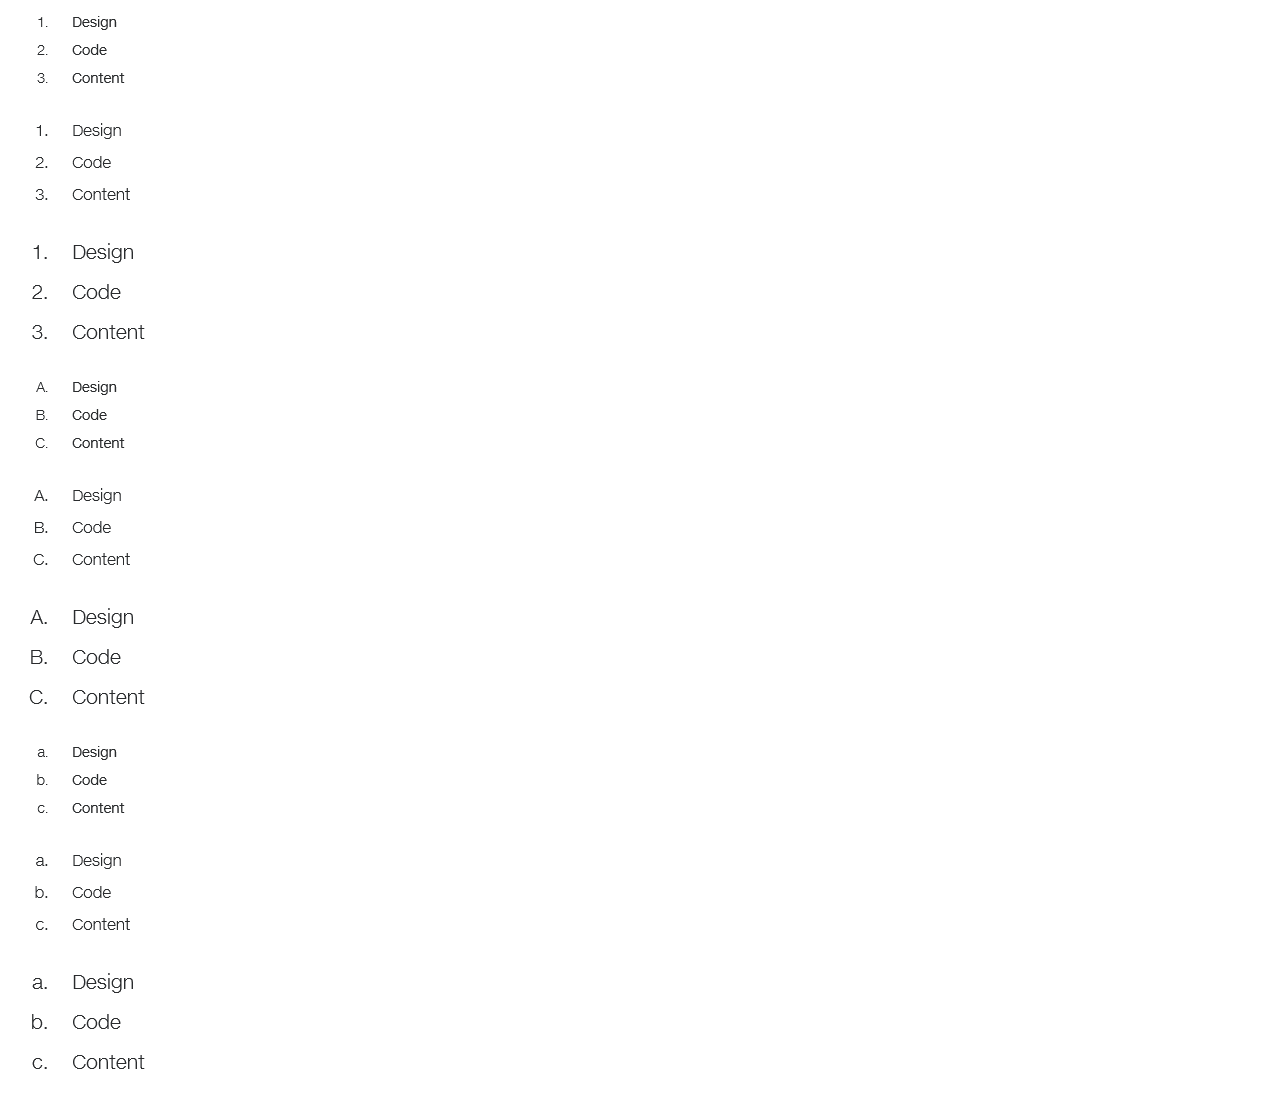 1. Design
2. Code
3. Content
1. Design
2. Code
3. Content
1. Design
2. Code
3. Content
A. Design
B. Code
C. Content
A. Design
B. Code
C. Content
A. Design
B. Code
C. Content
a. Design
b. Code
c. Content
a. Design
b. Code
c. Content
a. Design
b. Code
c. Content